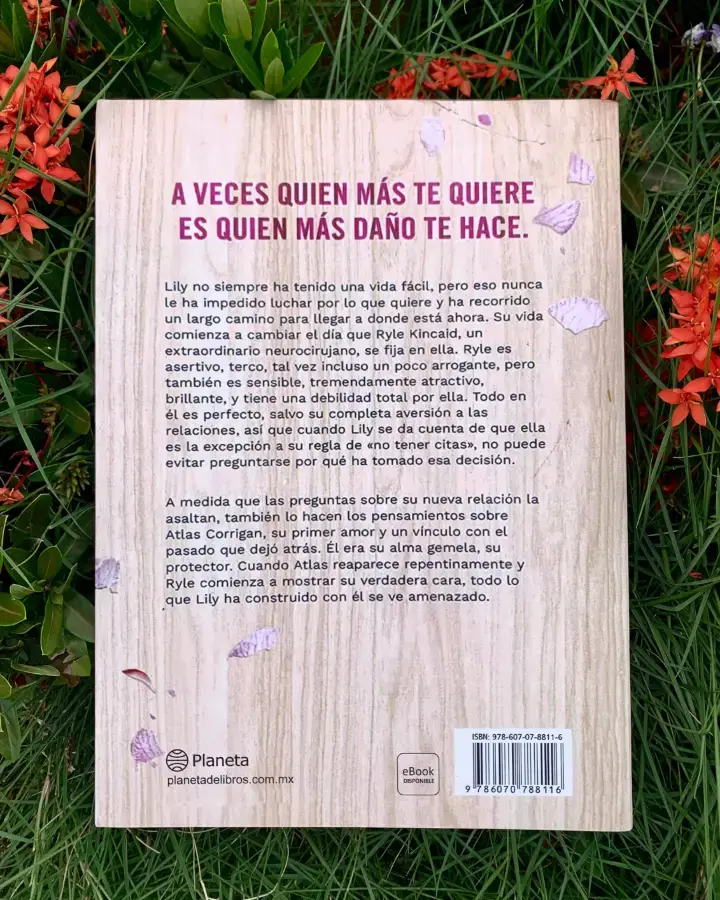 A VECES QUIEN MÁS TE QUIERE
ES QUIEN MÁS DAÑO TE HACE.
Lily no siempre ha tenido una vida fácil, pero eso nunca
le ha impedido luchar por lo que quiere y ha recorrido
un largo camino para llegar a donde está ahora. Su vida
comienza a cambiar el día que Ryle Kincaid, un
extraordinario neurocirujano, se fija en ella. Ryle es
asertivo, terco, tal vez incluso un poco arrogante, pero
también es sensible, tremendamente atractivo,
brillante, y tiene una debilidad total por ella. Todo en
él es perfecto, salvo su completa aversión a las
relaciones, así que cuando Lily se da cuenta de que ella
es la excepción a su regla de «no tener citas», no puede
evitar preguntarse por qué ha tomado esa decisión.
A medida que las preguntas sobre su nueva relación la
asaltan, también lo hacen los pensamientos sobre
Atlas Corrigan, su primer amor y un vínculo con el
pasado que dejó atrás. Él era su alma gemela, su
protector. Cuando Atlas reaparece repentinamente y
Ryle comienza a mostrar su verdadera cara, todo lo
que Lily ha construido con él se ve amenazado.
Planeta
planetadelibros.com.mx
eBook
DISPONIBLE
ISBN: 978-607-07-8811-6
9 786070 788116